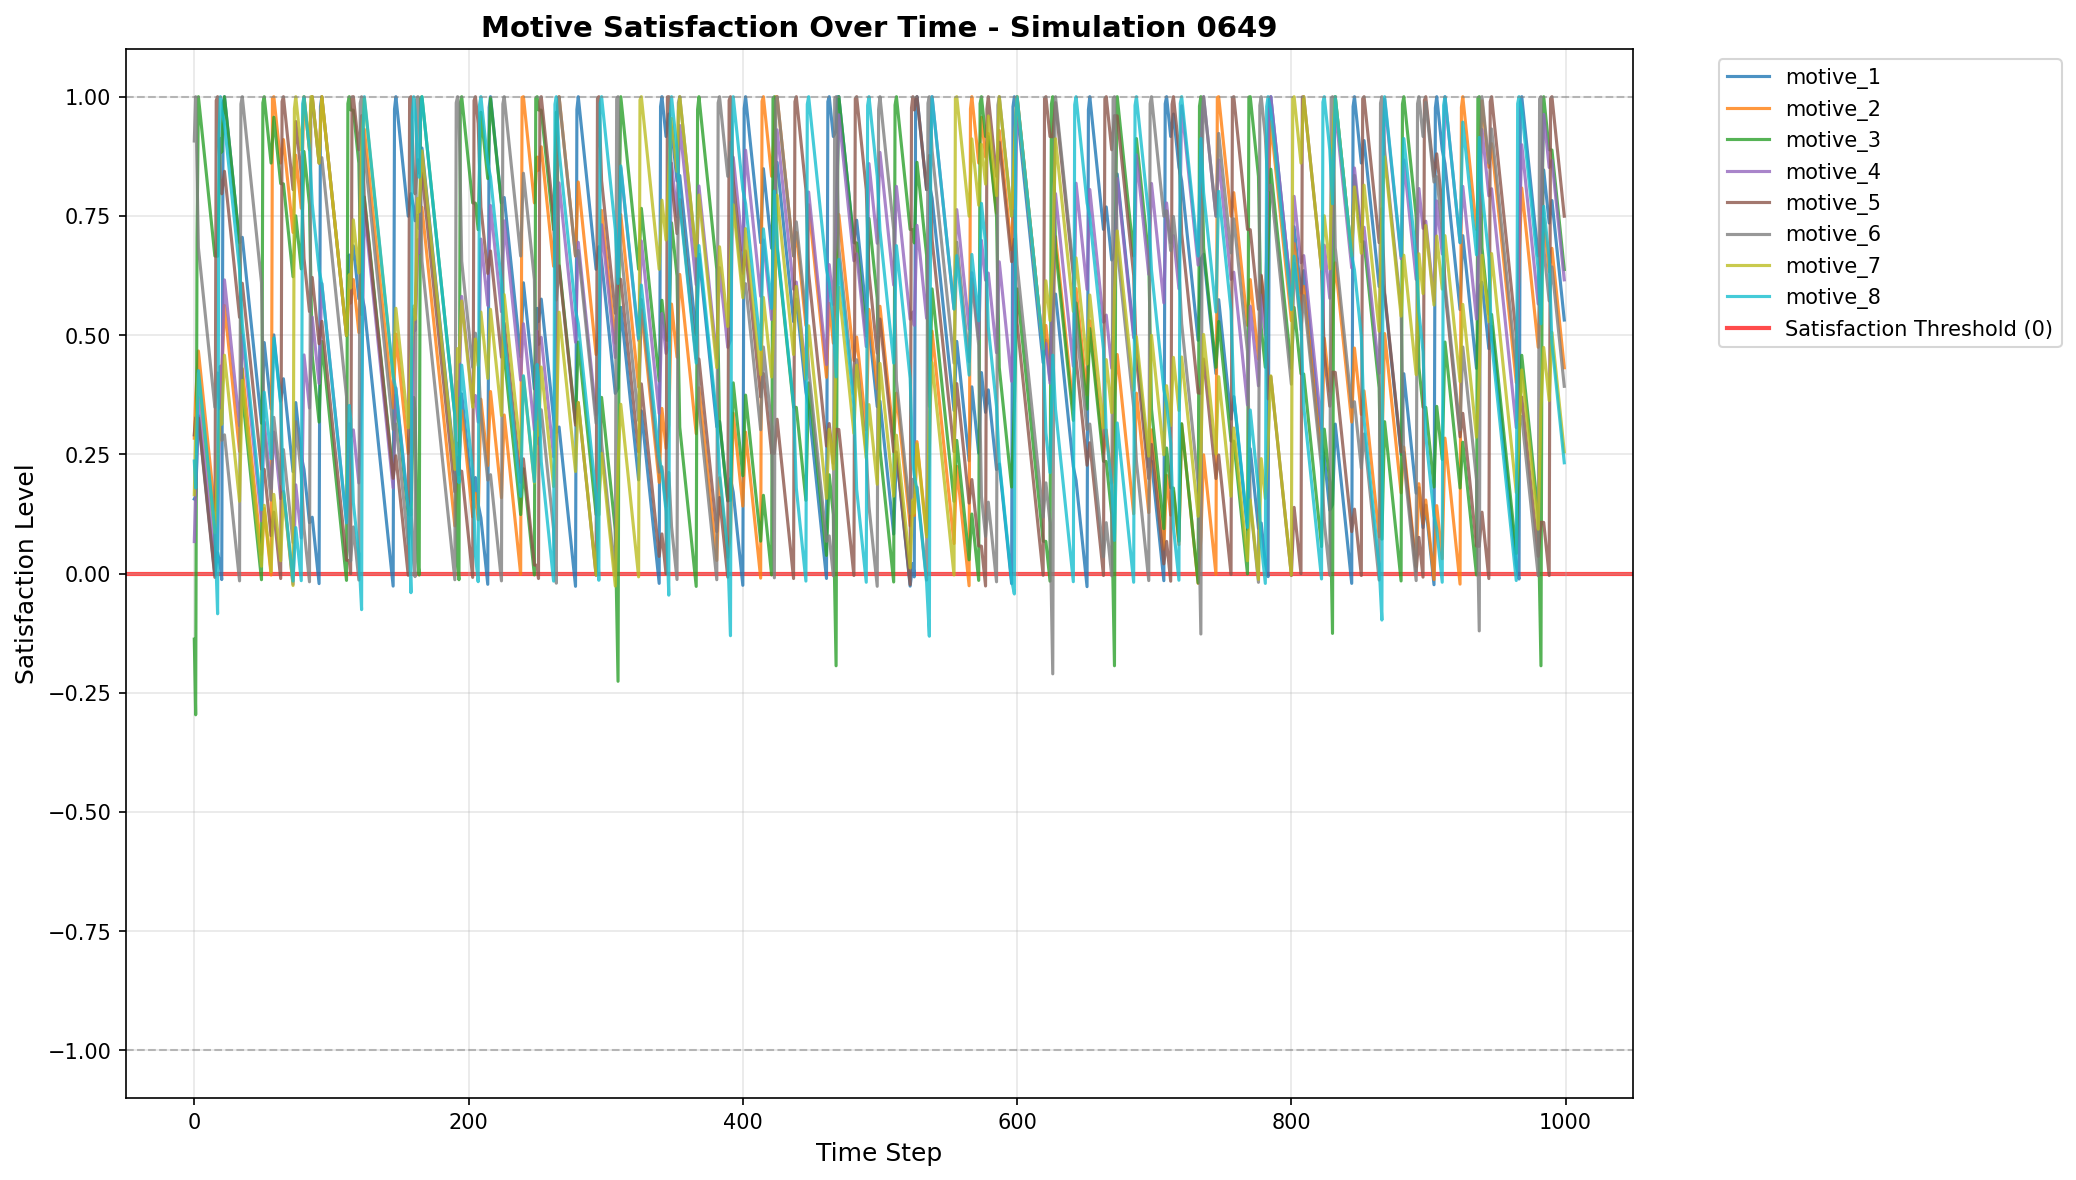 Motive Satisfaction Over Time - Simulation 0649
Satisfaction Level
1.00
0.75
0.50
0.25
0.00
−0.25
−0.50
−0.75
−1.00
0
200
400
600
800
1000
Time Step
motive_1
motive_2
motive_3
motive_4
motive_5
motive_6
motive_7
motive_8
Satisfaction Threshold (0)